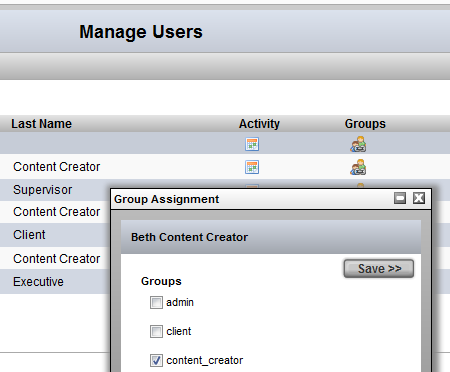 Manage Users
Last Name Activity Groups
Content Creator
Supervisor
Content Creator
Client
Content Creator
Executive
Group Assignment
Beth Content Creator
Save >>
Groups
admin
client
content_creator